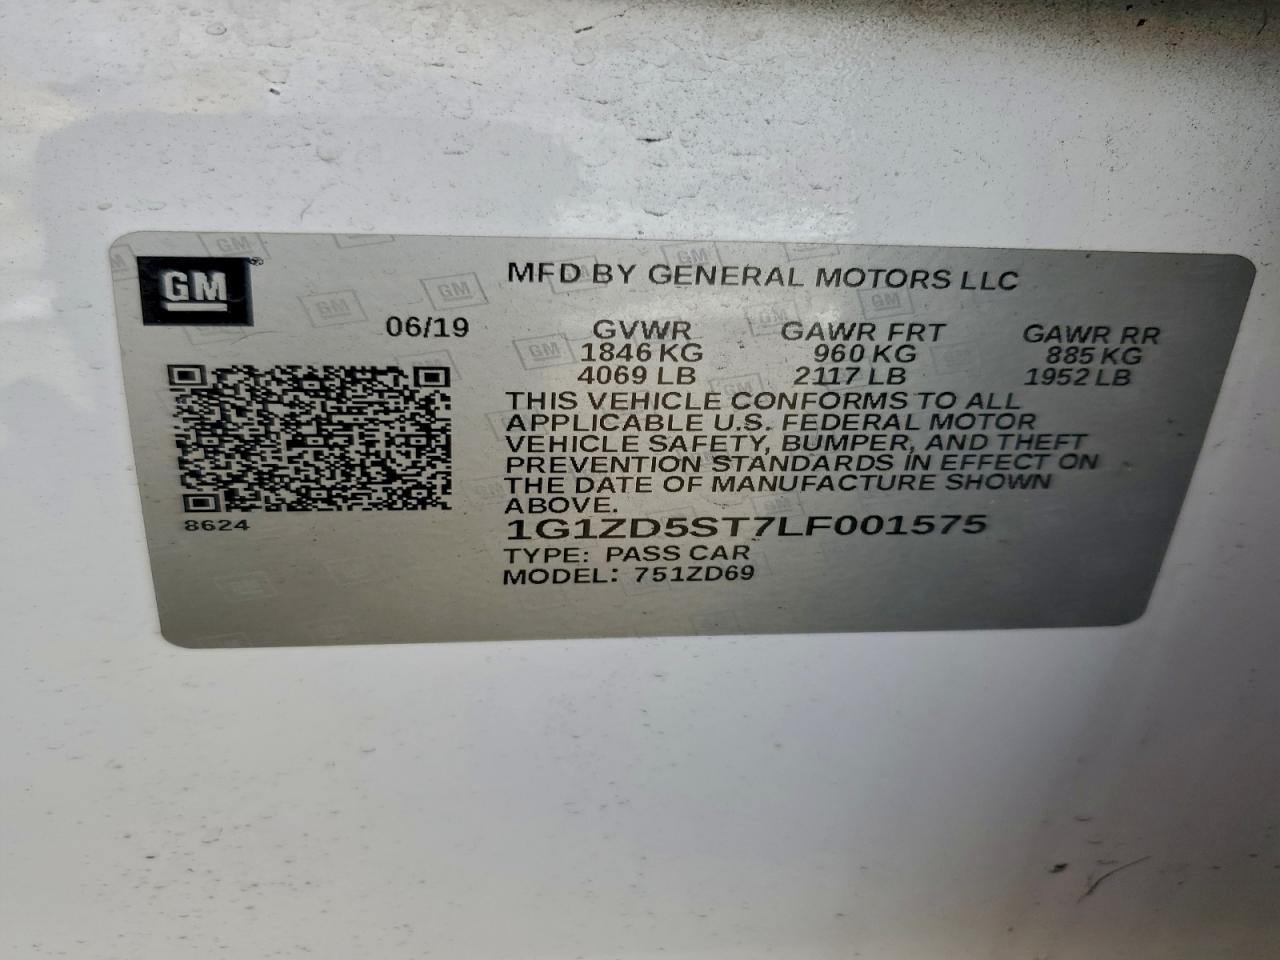 GM
MFD BY GENERAL MOTORS LLC
06/19 GVWR GAWR FRT GAWR RR
1846 KG 960 KG 885 KG
4069 LB 2117 LB 1952 LB
THIS VEHICLE CONFORMS TO ALL
APPLICABLE U.S. FEDERAL MOTOR
VEHICLE SAFETY, BUMPER, AND THEFT
PREVENTION STANDARDS IN EFFECT ON
THE DATE OF MANUFACTURE SHOWN
ABOVE.
8624
1G1ZD5ST7LF001575
TYPE: PASS CAR
MODEL: 751ZD69